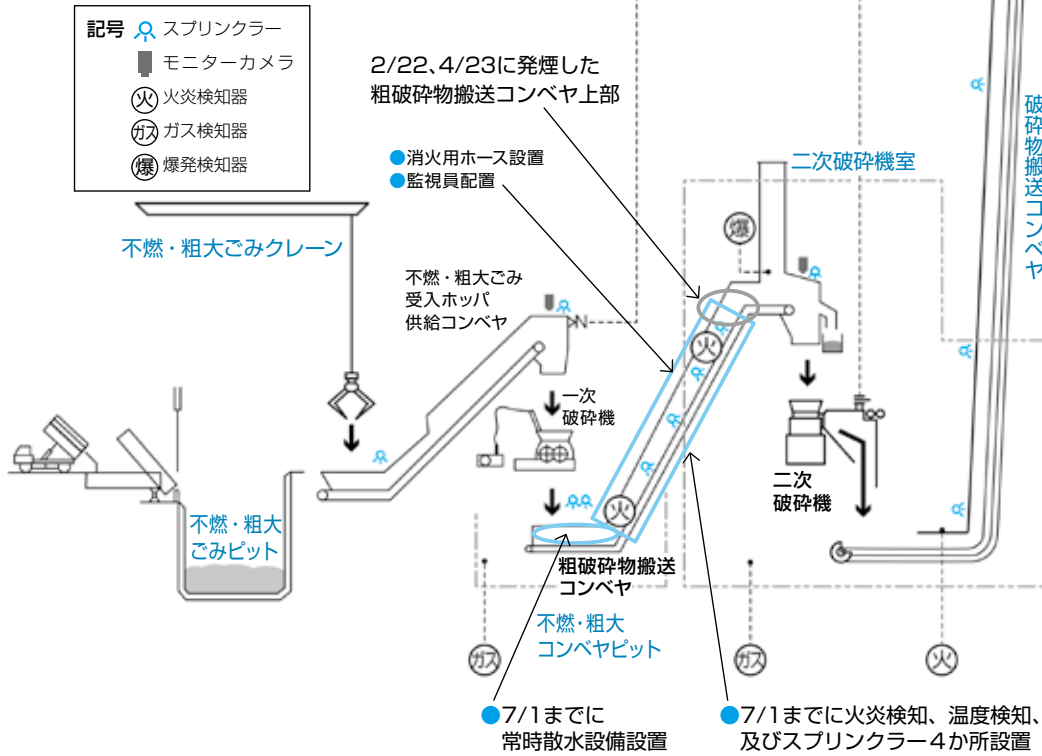 記号 スプリンクラー
モニターカメラ
火 火炎検知器
ガス ガス検知器
爆 爆発検知器
2/22、4/23に発煙した
粗破砕物搬送コンベヤ上部
●消火用ホース設置
●監視員配置
破砕物搬送コンベヤ
二次破砕機室
爆
不燃・粗大ごみクレーン
不燃・粗大ごみ
受入ホッパ
供給コンベヤ
火
一次
破砕機
二次
破砕機
不燃・粗大
ごみピット
火
粗破砕物搬送
コンベヤ
不燃・粗大
コンベヤピット
ガス
ガス
火
●7/1までに
常時散水設備設置
●7/1までに火炎検知、温度検知、
及びスプリンクラー4か所設置